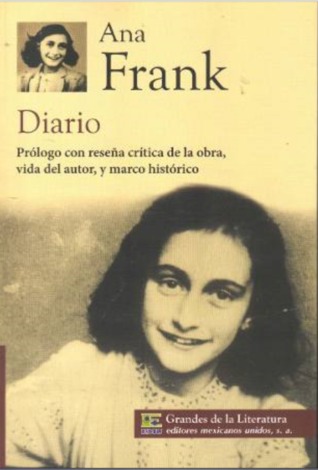 Ana
Frank
Diario
Prólogo con reseña crítica de la obra,
vida del autor, y marco histórico
Grandes de la Literatura
editores mexicanos unidos, s. a.